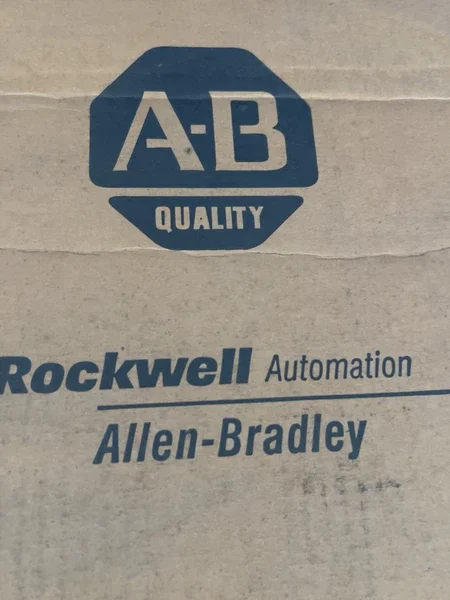 A-B
QUALITY
Rockwell Automation
Allen-Bradley